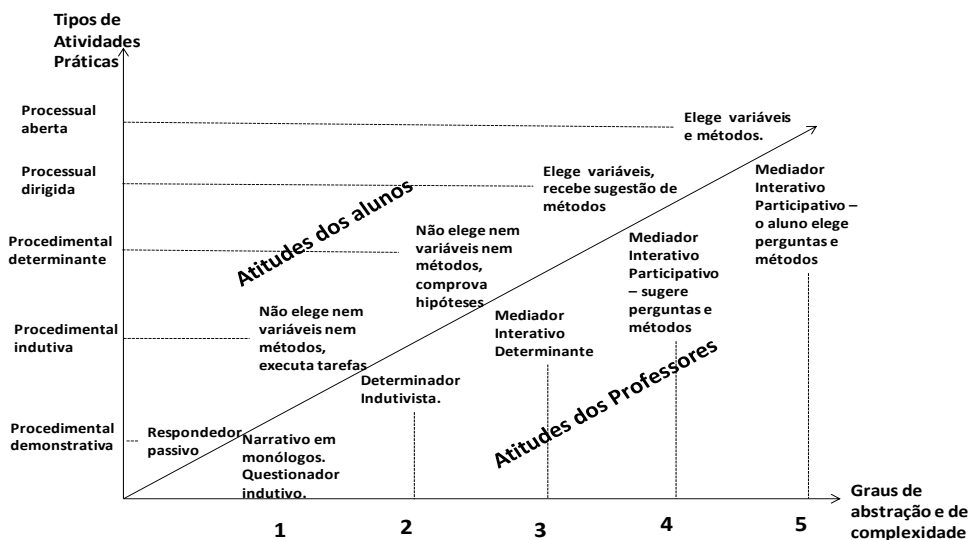 Tipos de
Atividades
Práticas
Processual
aberta
Elege variáveis
e métodos.
Processual
dirigida
Elege variáveis,
recebe sugestão de
métodos
Mediador
Interativo
Participativo –
o aluno elege
perguntas e
métodos
Atitudes dos alunos
Procedimental
determinante
Não elege nem
variáveis nem
métodos,
comprova
hipóteses
Mediador
Interativo
Participativo
– sugere
perguntas e
métodos
Procedimental
indutiva
Não elege nem
variáveis nem
métodos,
executa tarefas
Mediador
Interativo
Determinante
Determinador
Indutivista.
Atitudes dos Professores
Procedimental
demonstrativa
Respondedor
passivo
Narrativo em
monólogos.
Questionador
indutivo.
1
2
3
4
5
Graus de
abstração e de
complexidade